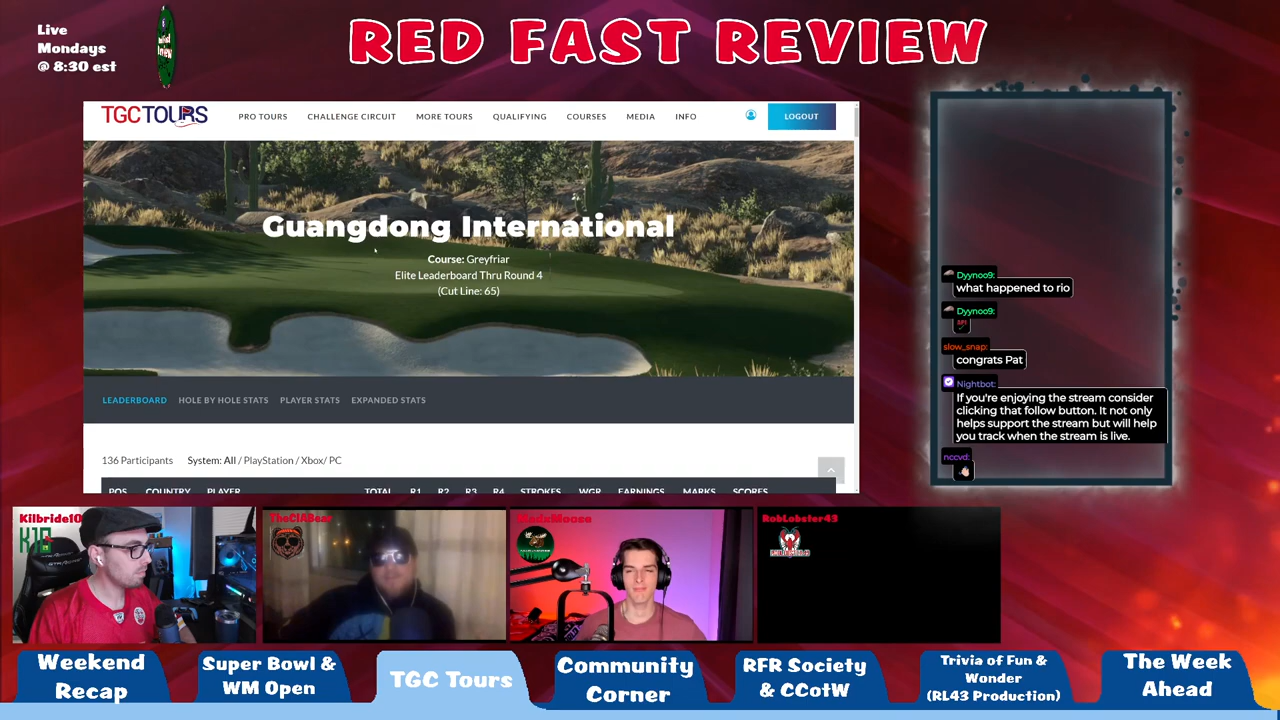 Live
Mondays
@ 8:30 est
RED FAST REVIEW
TGCTOURS
PRO TOURS
CHALLENGE CIRCUIT
MORE TOURS
QUALIFYING
COURSES
MEDIA
INFO
LOGOUT
Guangdong International
Course: Greyfriar
Elite Leaderboard Thru Round 4
(Cut Line: 65)
LEADERBOARD
HOLE BY HOLE STATS
PLAYER STATS
EXPANDED STATS
136 Participants
System: All / PlayStation / Xbox/ PC
POS
COUNTRY
PLAYER
TOTAL
R1
R2
R3
R4
STROKES
WGR
EARNINGS
MARKS
SCORES
Dyynoo9:
what happened to rio
Dyynoo9:
slow_snap:
congrats Pat
Nightbot:
If you're enjoying the stream consider
clicking that follow button. It not only
helps support the stream but will help
you track when the stream is live.
nccvd:
Kilbride10
K10
TheCIABear
MadxMoose
RobLobster43
Weekend
Recap
Super Bowl &
WM Open
TGC Tours
Community
Corner
RFR Society
& CCotW
Trivia of Fun &
Wonder
(RL43 Production)
The Week
Ahead